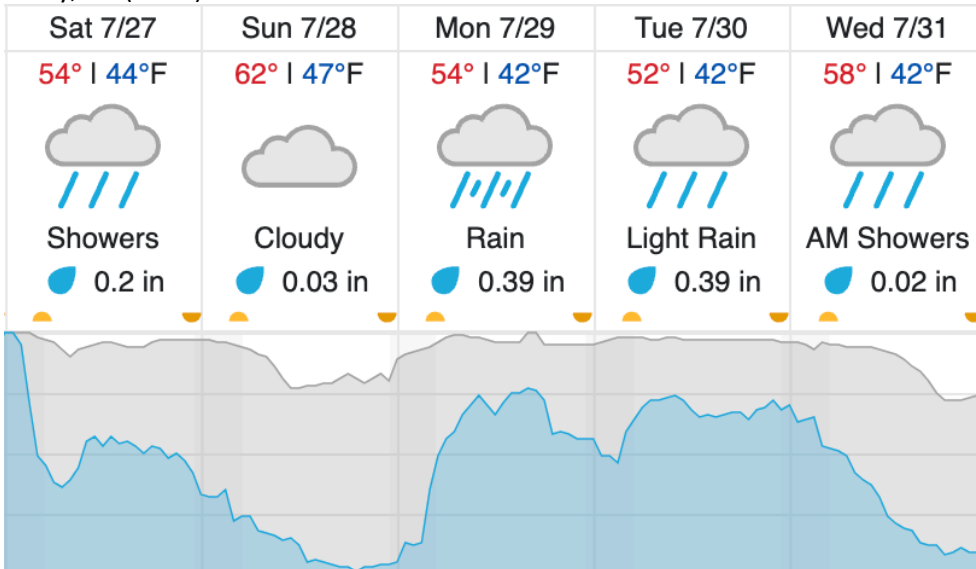 Sat 7/27 Sun 7/28 Mon 7/29 Tue 7/30 Wed 7/31
54° | 44°F 62° | 47°F 54° | 42°F 52° | 42°F 58° | 42°F
Showers Cloudy Rain Light Rain AM Showers
0.2 in 0.03 in 0.39 in 0.39 in 0.02 in